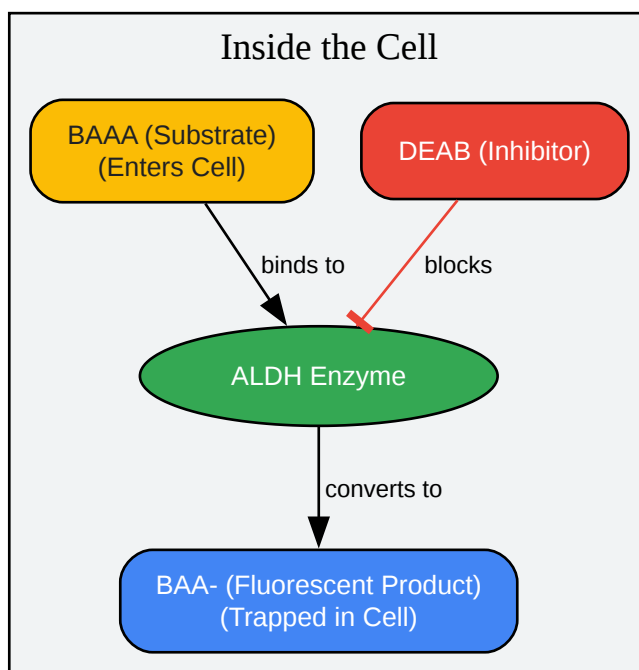 Inside the Cell
BAAA (Substrate)
(Enters Cell)
DEAB (Inhibitor)
binds to
blocks
ALDH Enzyme
converts to
BAA- (Fluorescent Product)
(Trapped in Cell)